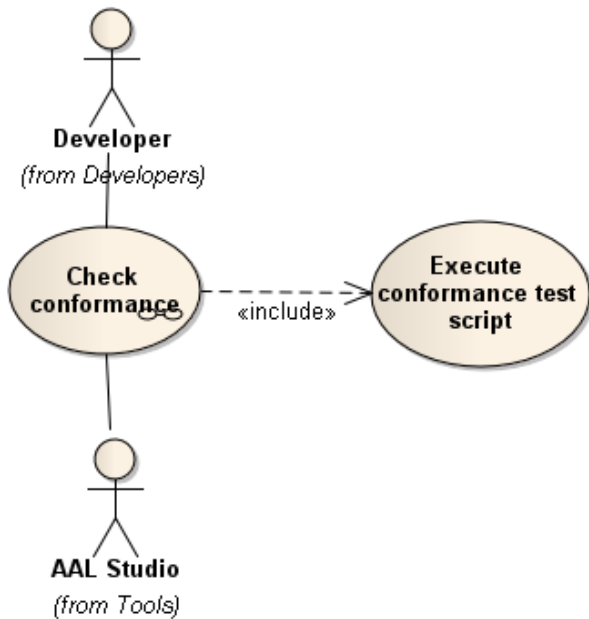 Developer
(from Developers)
Check
conformance
«include»
Execute
conformance test
script
AAL Studio
(from Tools)